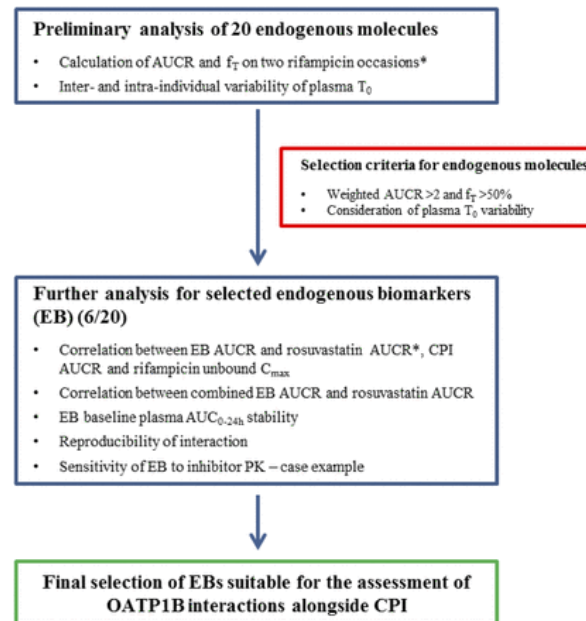 Preliminary analysis of 20 endogenous molecules
• Calculation of AUCR and fT on two rifampicin occasions*
• Inter- and intra-individual variability of plasma T0
Selection criteria for endogenous molecules
• Weighted AUCR >2 and fT >50%
• Consideration of plasma T0 variability
Further analysis for selected endogenous biomarkers
(EB) (6/20)
• Correlation between EB AUCR and rosuvastatin AUCR*, CPI
AUCR and rifampicin unbound Cmax
• Correlation between combined EB AUCR and rosuvastatin AUCR
• EB baseline plasma AUC0-24h stability
• Reproducibility of interaction
• Sensitivity of EB to inhibitor PK – case example
Final selection of EBs suitable for the assessment of
OATP1B interactions alongside CPI